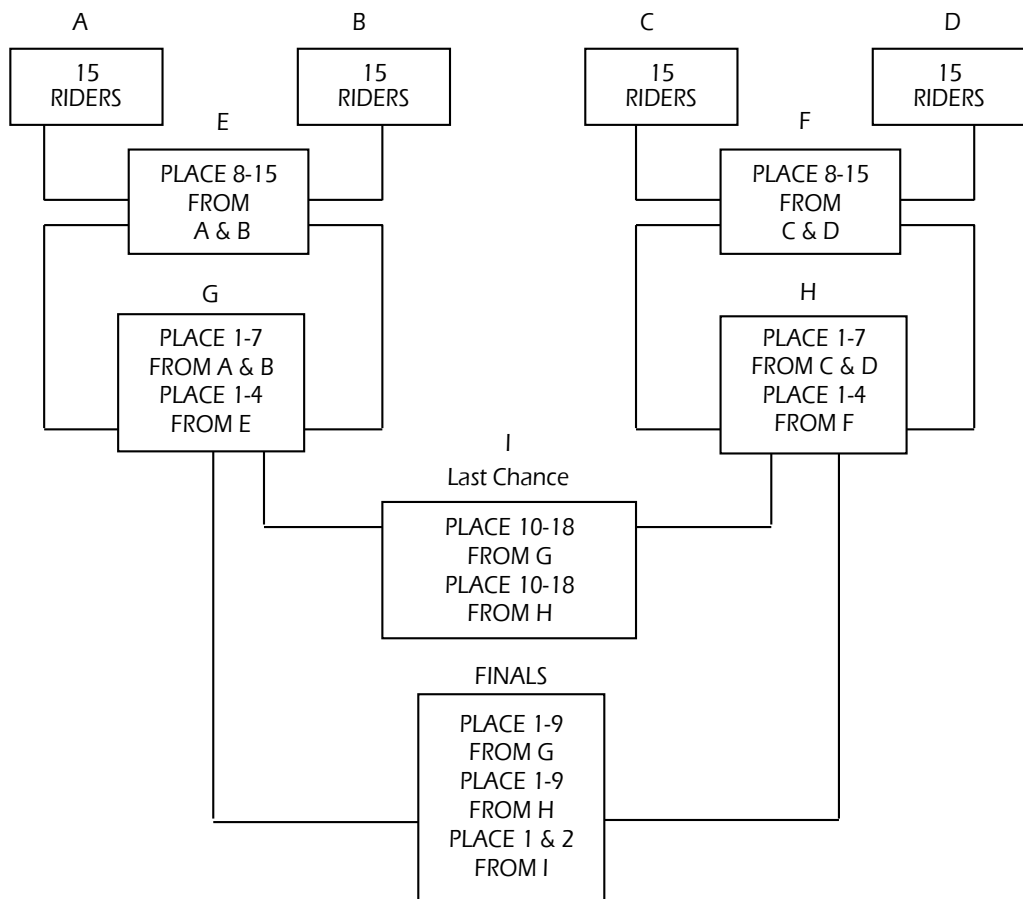 A
B
C
D
15
RIDERS
15
RIDERS
15
RIDERS
15
RIDERS
E
F
PLACE 8-15
FROM
A & B
PLACE 8-15
FROM
C & D
G
H
PLACE 1-7
FROM A & B
PLACE 1-4
FROM E
PLACE 1-7
FROM C & D
PLACE 1-4
FROM F
I
Last Chance
PLACE 10-18
FROM G
PLACE 10-18
FROM H
FINALS
PLACE 1-9
FROM G
PLACE 1-9
FROM H
PLACE 1 & 2
FROM I